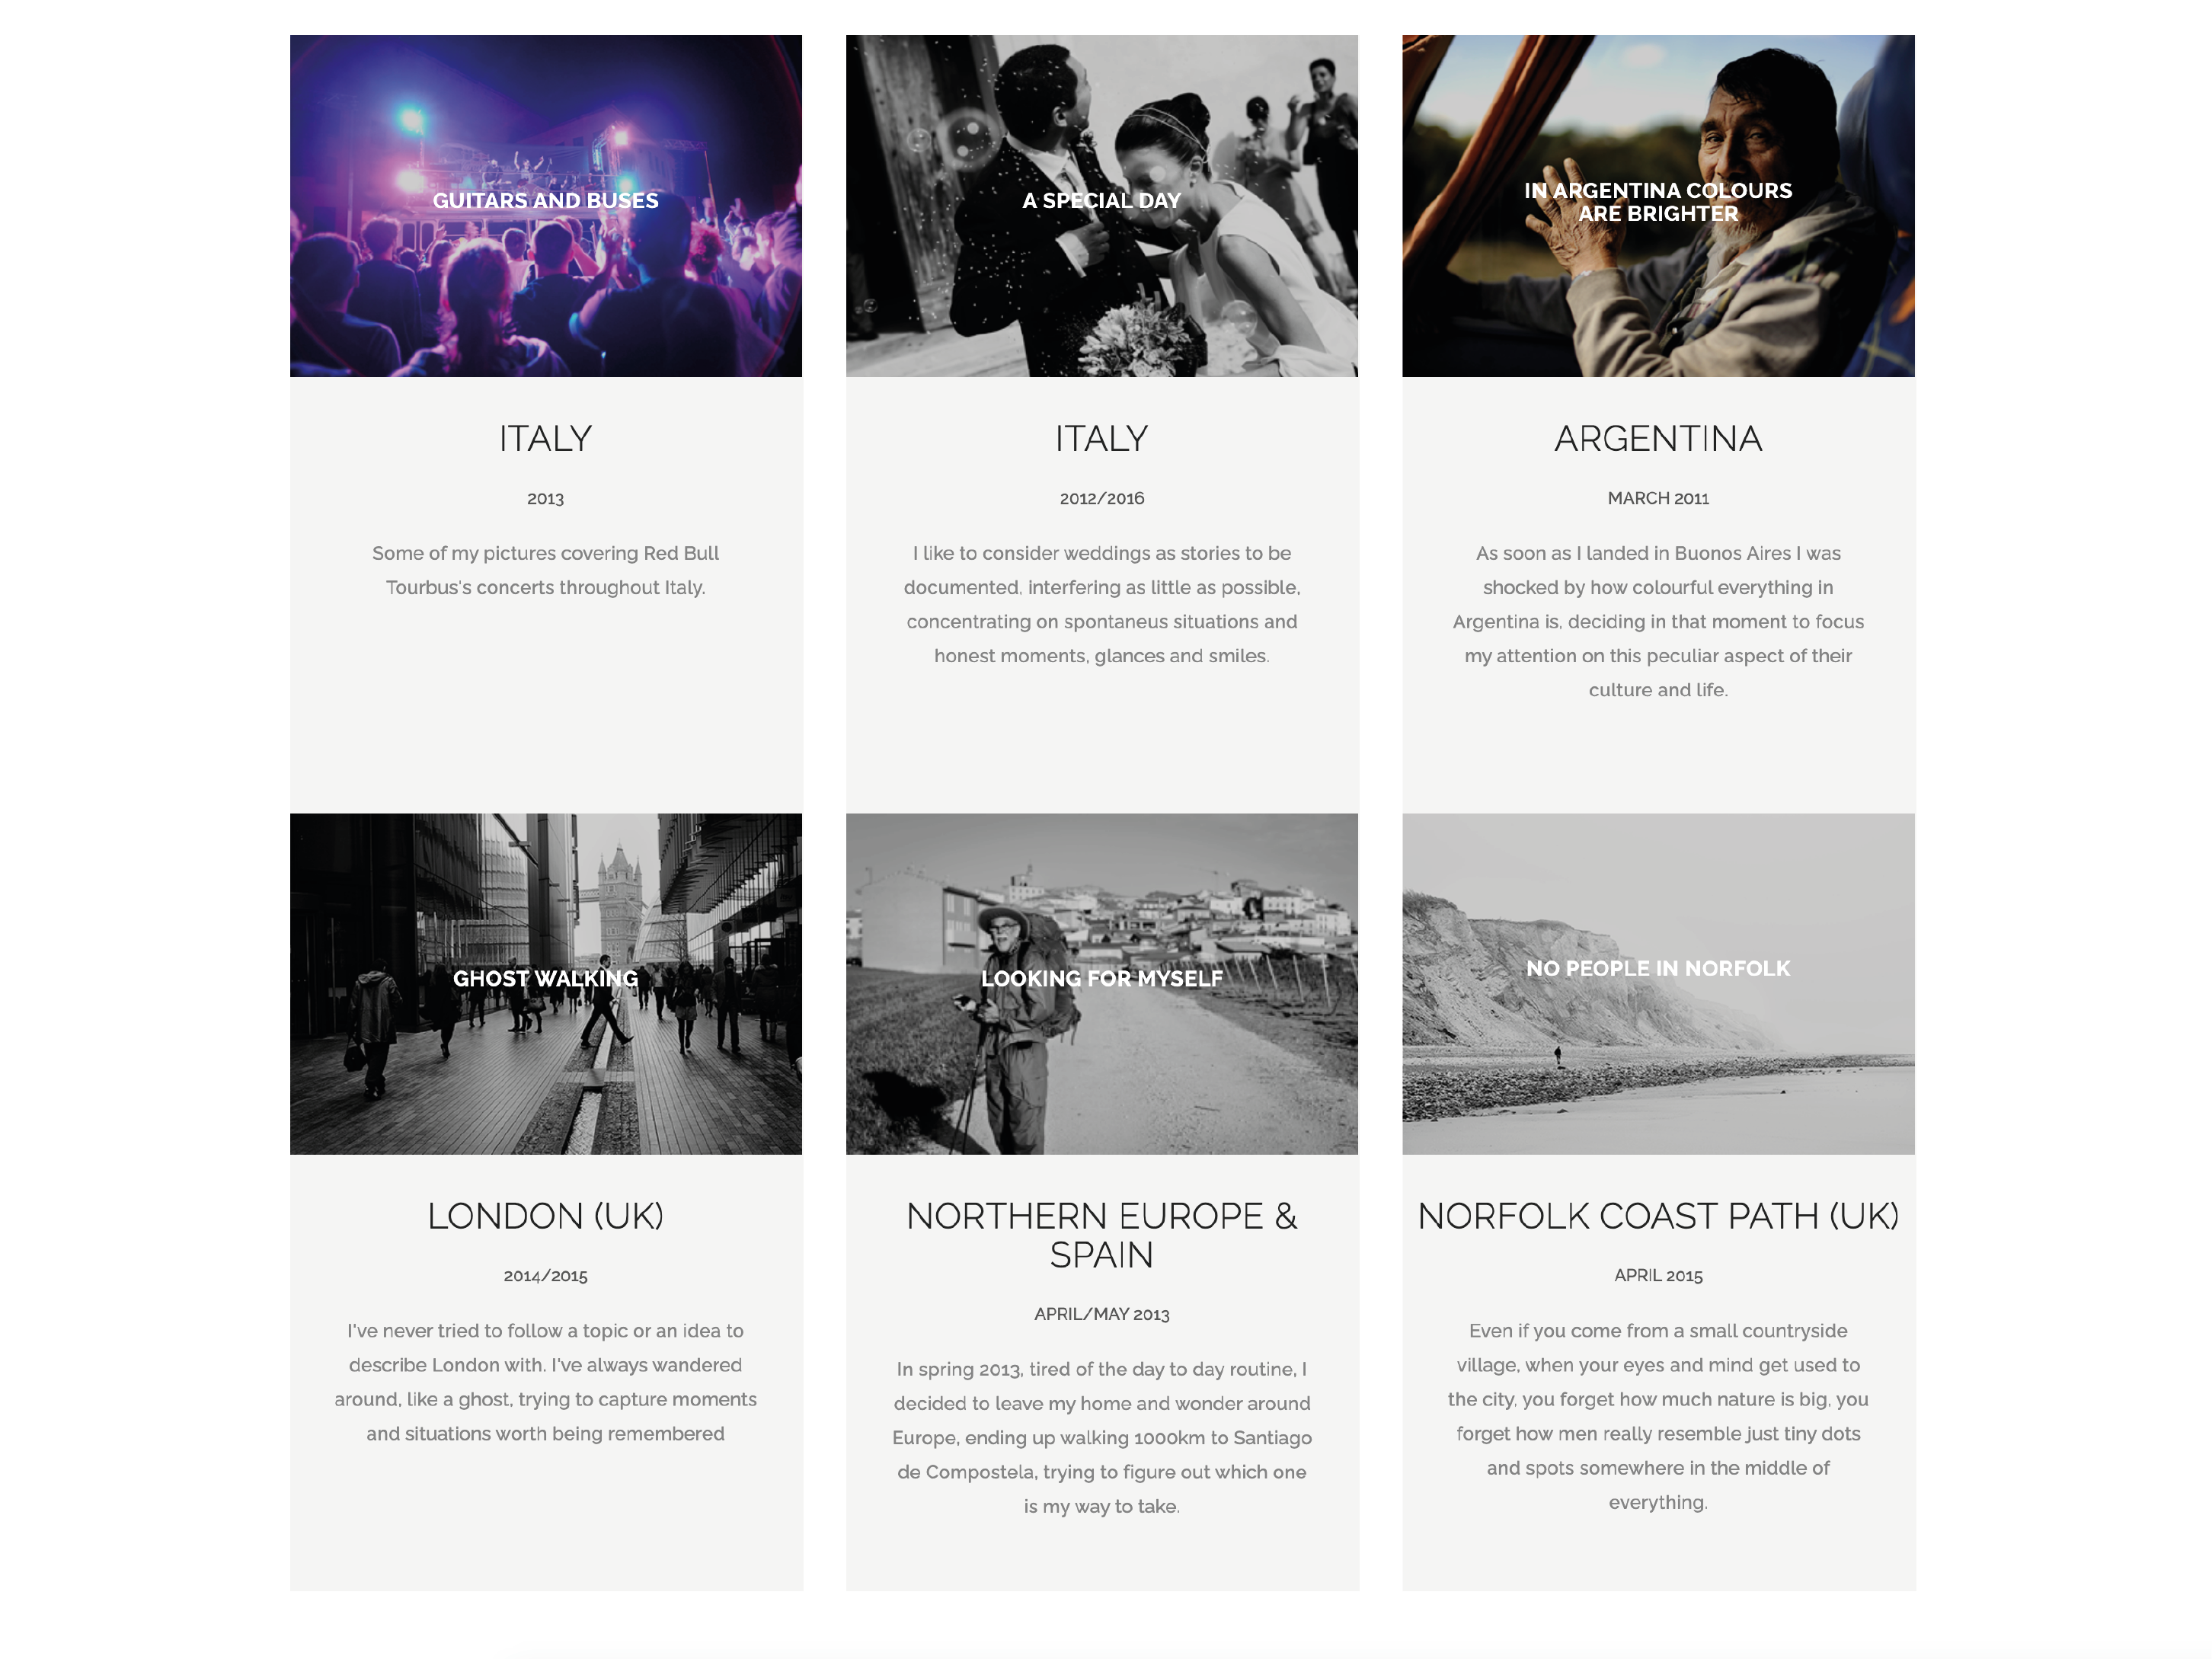 GUITARS AND BUSES
ITALY
2013
Some of my pictures covering Red Bull
Tourbus's concerts throughout Italy.
A SPECIAL DAY
ITALY
2012/2016
I like to consider weddings as stories to be
documented, interfering as little as possible,
concentrating on spontaneus situations and
honest moments, glances and smiles.
IN ARGENTINA COLOURS
ARE BRIGHTER
ARGENTINA
MARCH 2011
As soon as I landed in Buonos Aires I was
shocked by how colourful everything in
Argentina is, deciding in that moment to focus
my attention on this peculiar aspect of their
culture and life.
GHOST WALKING
LONDON (UK)
2014/2015
I've never tried to follow a topic or an idea to
describe London with. I've always wandered
around, like a ghost, trying to capture moments
and situations worth being remembered
LOOKING FOR MYSELF
NORTHERN EUROPE &
SPAIN
APRIL/MAY 2013
In spring 2013, tired of the day to day routine, I
decided to leave my home and wonder around
Europe, ending up walking 1000km to Santiago
de Compostela, trying to figure out which one
is my way to take.
NO PEOPLE IN NORFOLK
NORFOLK COAST PATH (UK)
APRIL 2015
Even if you come from a small countryside
village, when your eyes and mind get used to
the city, you forget how much nature is big, you
forget how men really resemble just tiny dots
and spots somewhere in the middle of
everything.